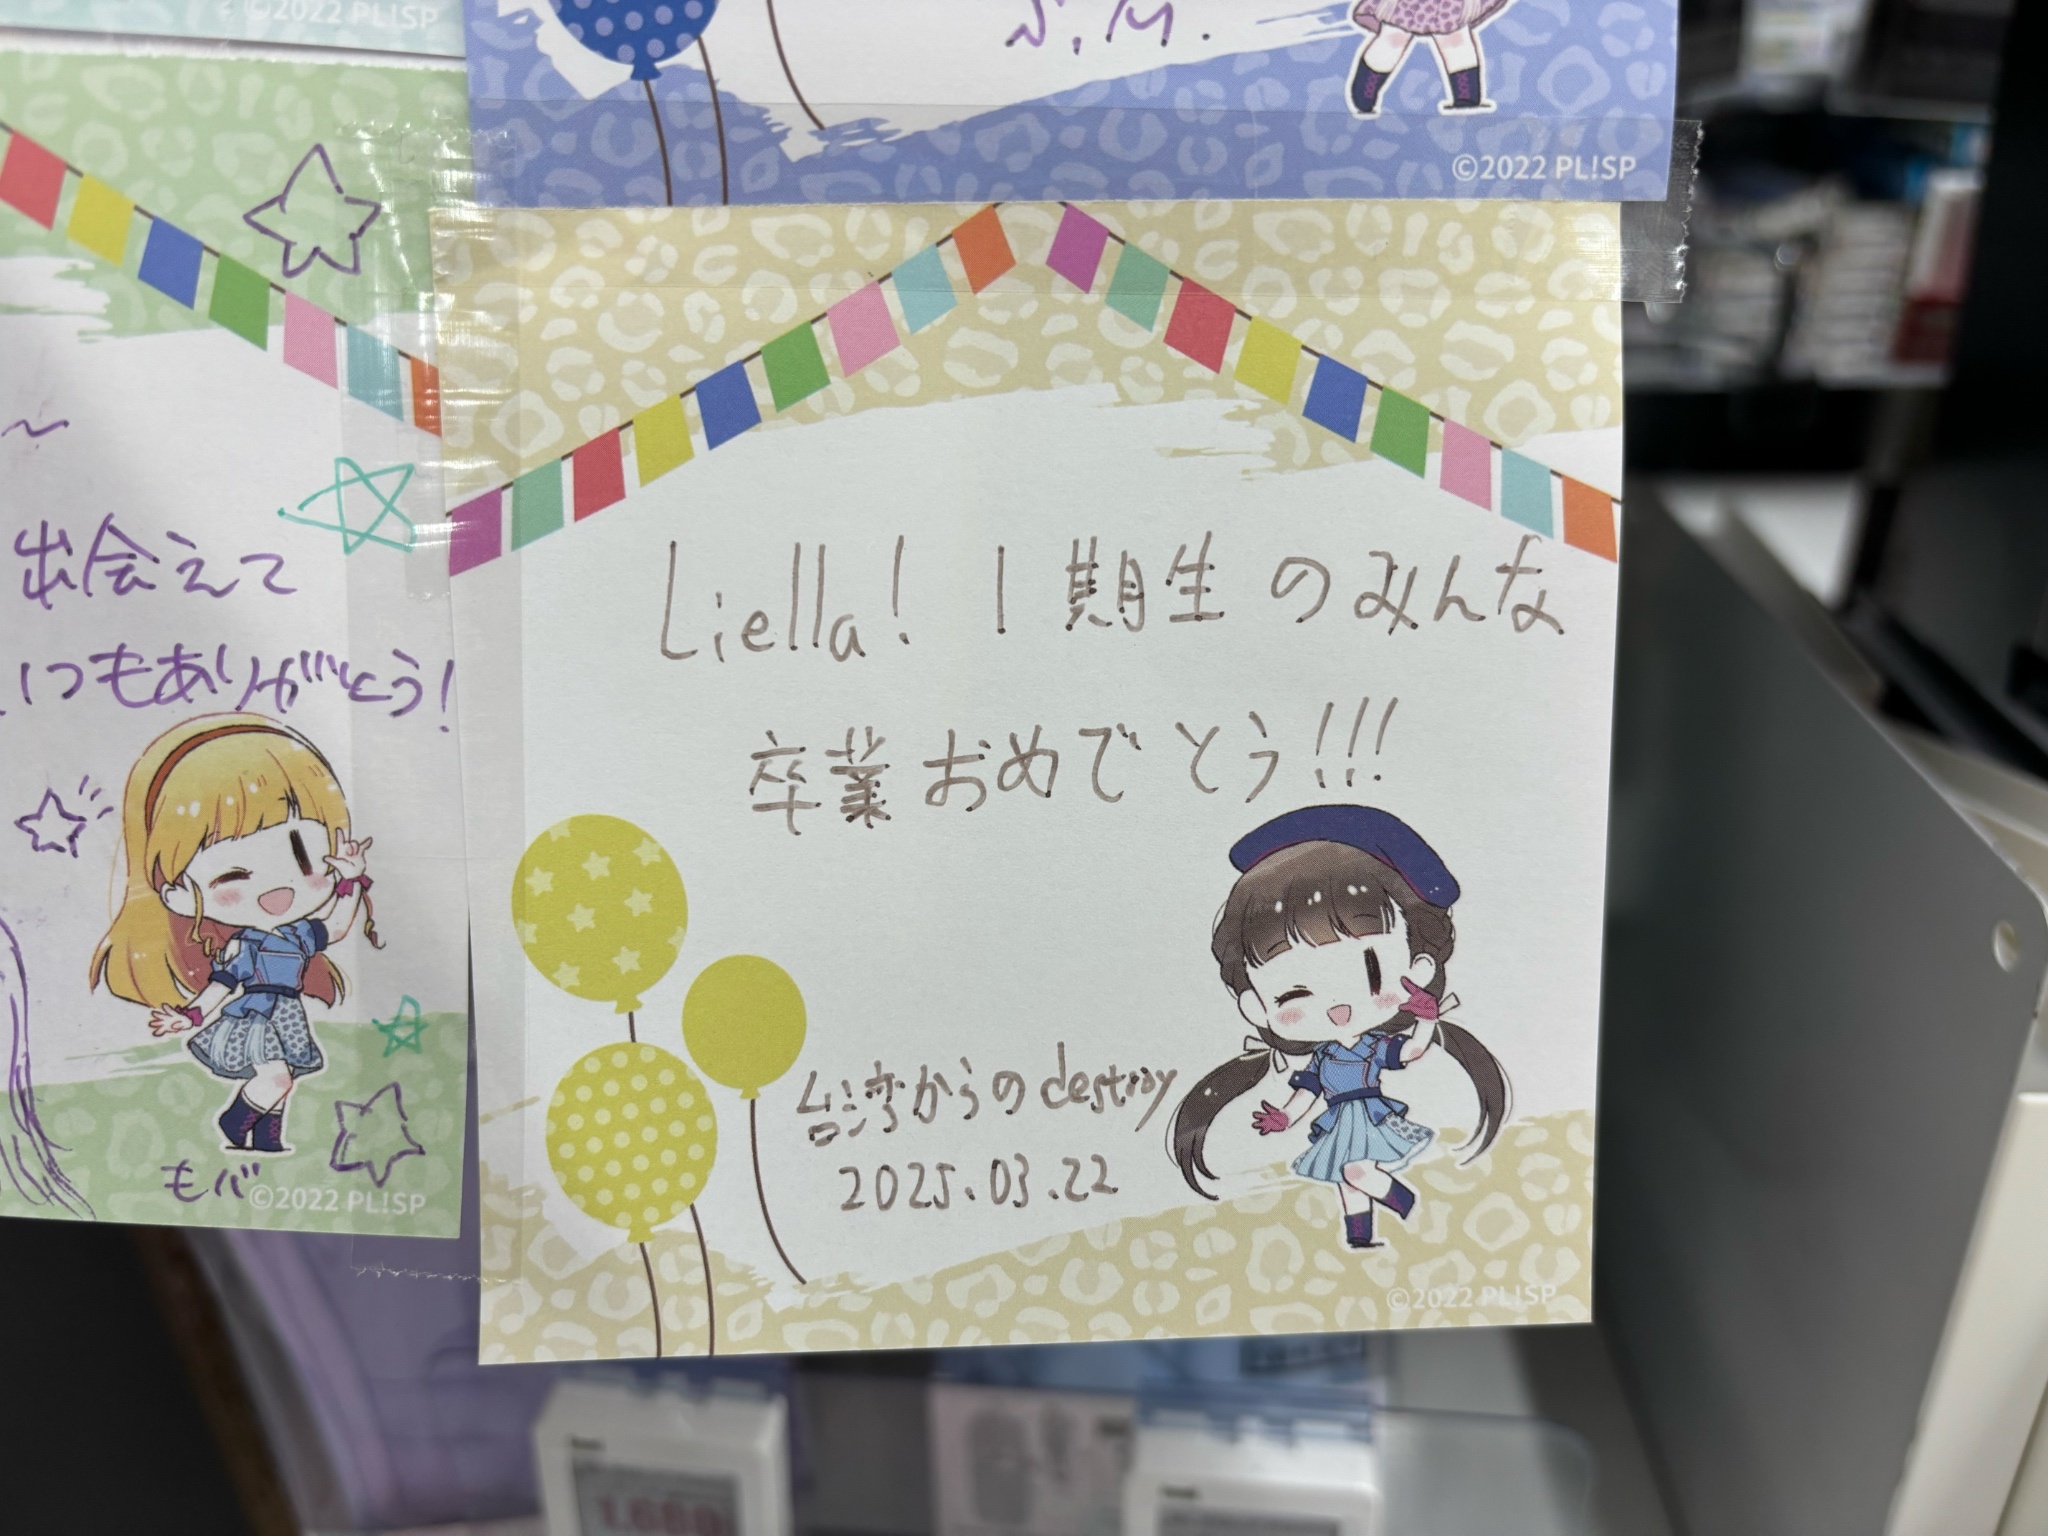 ©2022 PL!SP
N.M.
©2022 PL!SP
出会えて
いつもありがとう!
もバ
©2022 PL!SP
Liella! 1期生のみんな
卒業おめでとう!!!
台湾からのdestroy
2025.03.22
©2022 PL!SP